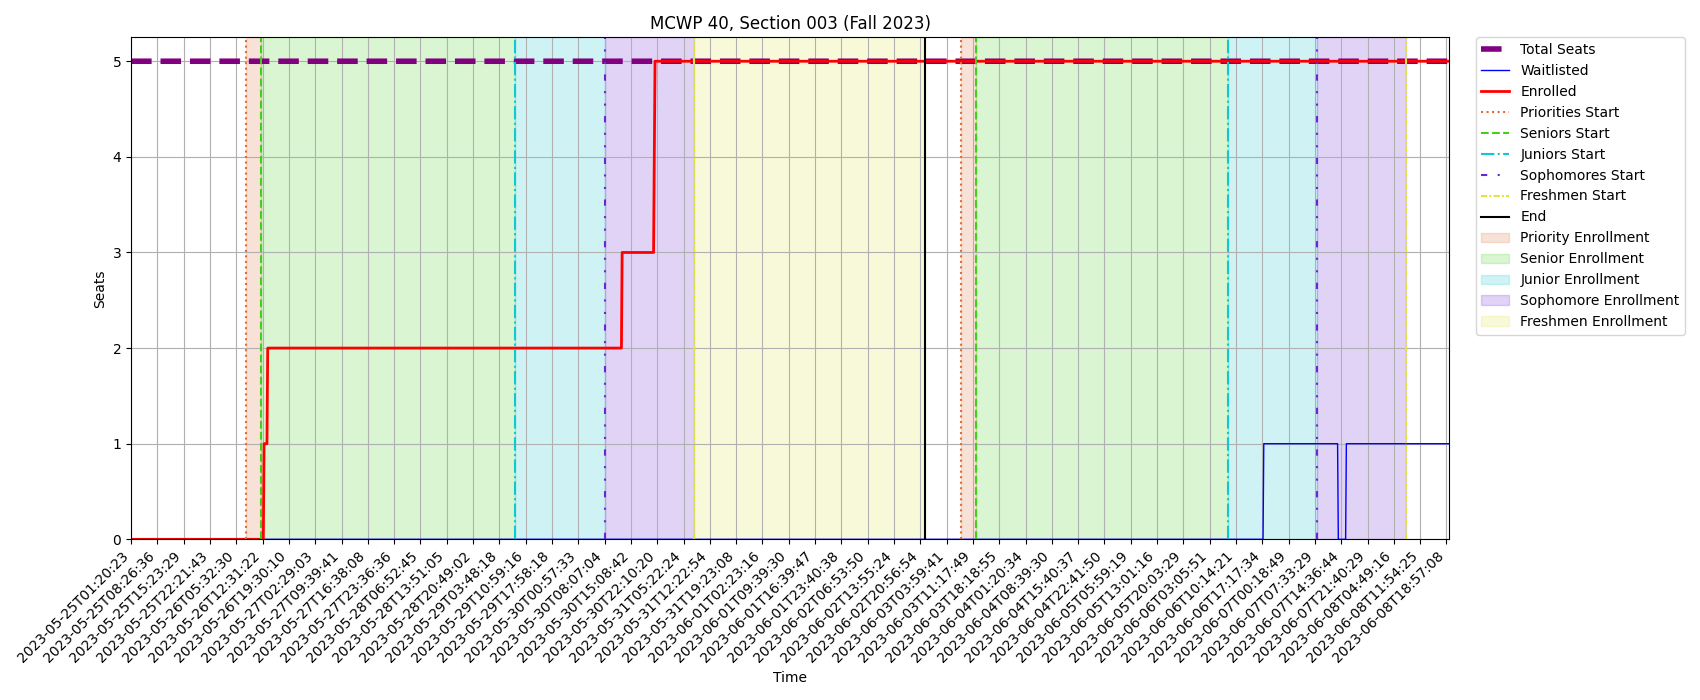 MCWP 40, Section 003 (Fall 2023)
5
4
3
2
1
0
Seats
2023-05-25T01:20:23
2023-05-25T08:26:36
2023-05-25T15:23:29
2023-05-25T22:21:43
2023-05-26T05:32:30
2023-05-26T12:31:22
2023-05-26T19:30:10
2023-05-27T02:29:03
2023-05-27T09:39:41
2023-05-27T16:38:08
2023-05-27T23:36:36
2023-05-28T06:52:45
2023-05-28T13:51:05
2023-05-28T20:49:02
2023-05-29T03:48:18
2023-05-29T10:59:16
2023-05-29T17:58:18
2023-05-30T00:57:33
2023-05-30T08:07:04
2023-05-30T15:08:42
2023-05-30T22:10:20
2023-05-31T05:22:24
2023-05-31T12:22:54
2023-05-31T19:23:08
2023-06-01T02:23:16
2023-06-01T09:39:30
2023-06-01T16:39:47
2023-06-01T23:40:38
2023-06-02T06:53:50
2023-06-02T13:55:24
2023-06-02T20:56:54
2023-06-03T03:59:41
2023-06-03T11:17:49
2023-06-03T18:18:55
2023-06-04T01:20:34
2023-06-04T08:39:30
2023-06-04T15:40:37
2023-06-04T22:41:50
2023-06-05T05:59:19
2023-06-05T13:01:16
2023-06-05T20:03:29
2023-06-06T03:05:51
2023-06-06T10:14:21
2023-06-06T17:17:34
2023-06-07T00:18:49
2023-06-07T07:33:29
2023-06-07T14:36:44
2023-06-07T21:40:29
2023-06-08T04:49:16
2023-06-08T11:54:25
2023-06-08T18:57:08
Time
Total Seats
Waitlisted
Enrolled
Priorities Start
Seniors Start
Juniors Start
Sophomores Start
Freshmen Start
End
Priority Enrollment
Senior Enrollment
Junior Enrollment
Sophomore Enrollment
Freshmen Enrollment